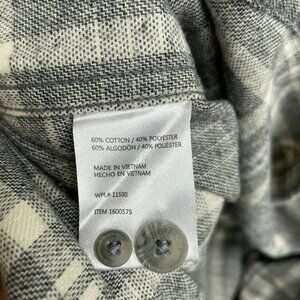 60% COTTON / 40% POLYESTER
60% ALGODÓN / 40% POLIÉSTER
MADE IN VIETNAM
HECHO EN VIETNAM
WPL# 11590
ITEM 1600575